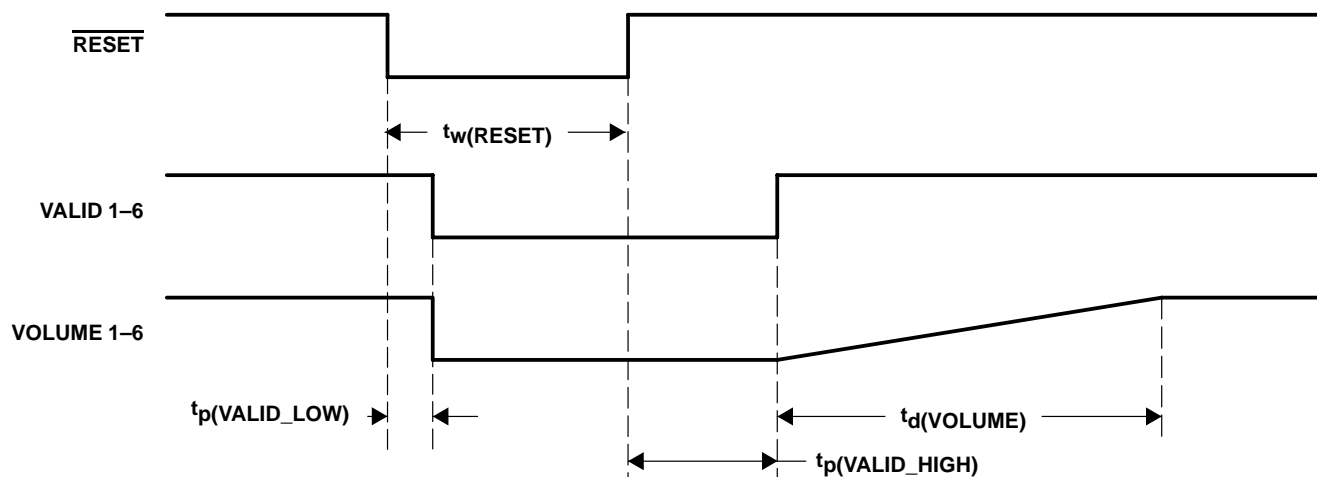 RESET
tw(RESET)
VALID 1–6
VOLUME 1–6
tp(VALID_LOW)
td(VOLUME)
tp(VALID_HIGH)